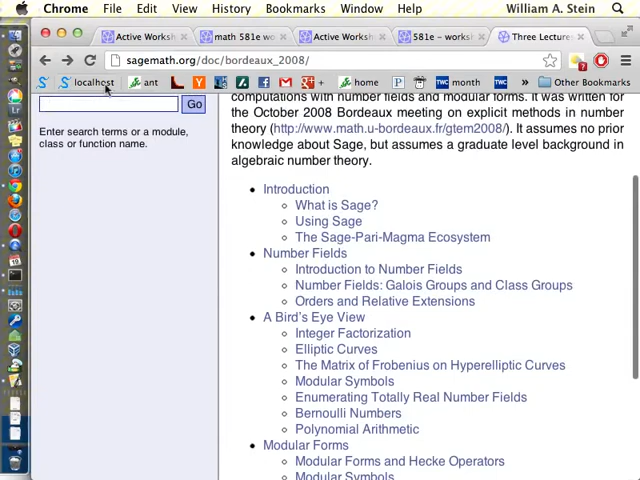 Chrome File Edit View History Bookmarks Window Help William A. Stein
Active Worksh math 581e w Active Worksh 581e - worksh Three Lecture
sagemath.org/doc/bordeaux_2008/
localhost ant + home month + Other Bookmarks
Go
Enter search terms or a module,
class or function name.
computations with number fields and modular forms. It was written for
the October 2008 Bordeaux meeting on explicit methods in number
theory (http://www.math.u-bordeaux.fr/gtem2008/). It assumes no prior
knowledge about Sage, but assumes a graduate level background in
algebraic number theory.
Introduction
What is Sage?
Using Sage
The Sage-Pari-Magma Ecosystem
Number Fields
Introduction to Number Fields
Number Fields: Galois Groups and Class Groups
Orders and Relative Extensions
A Bird's Eye View
Integer Factorization
Elliptic Curves
The Matrix of Frobenius on Hyperelliptic Curves
Modular Symbols
Enumerating Totally Real Number Fields
Bernoulli Numbers
Polynomial Arithmetic
Modular Forms
Modular Forms and Hecke Operators
Modular Symbols